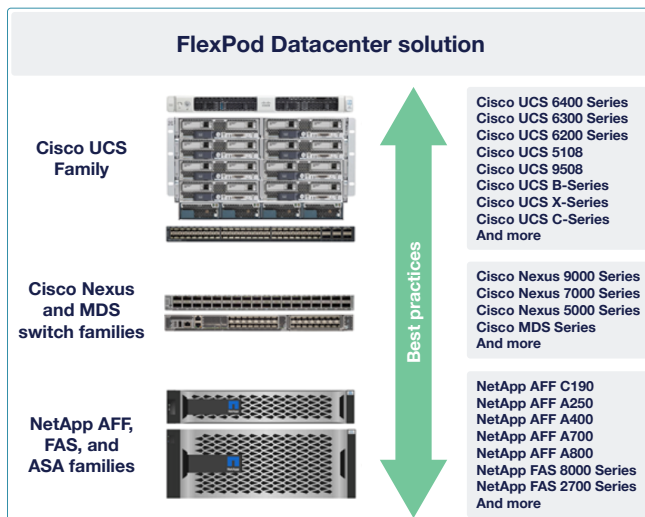 FlexPod Datacenter solution
Cisco UCS
Family
Cisco UCS 6400 Series
Cisco UCS 6300 Series
Cisco UCS 6200 Series
Cisco UCS 5108
Cisco UCS 9508
Cisco UCS B-Series
Cisco UCS X-Series
Cisco UCS C-Series
And more
Best practices
Cisco Nexus
and MDS
switch families
Cisco Nexus 9000 Series
Cisco Nexus 7000 Series
Cisco Nexus 5000 Series
Cisco MDS Series
And more
NetApp AFF,
FAS, and
ASA families
NetApp AFF C190
NetApp AFF A250
NetApp AFF A400
NetApp AFF A700
NetApp AFF A800
NetApp FAS 8000 Series
NetApp FAS 2700 Series
And more